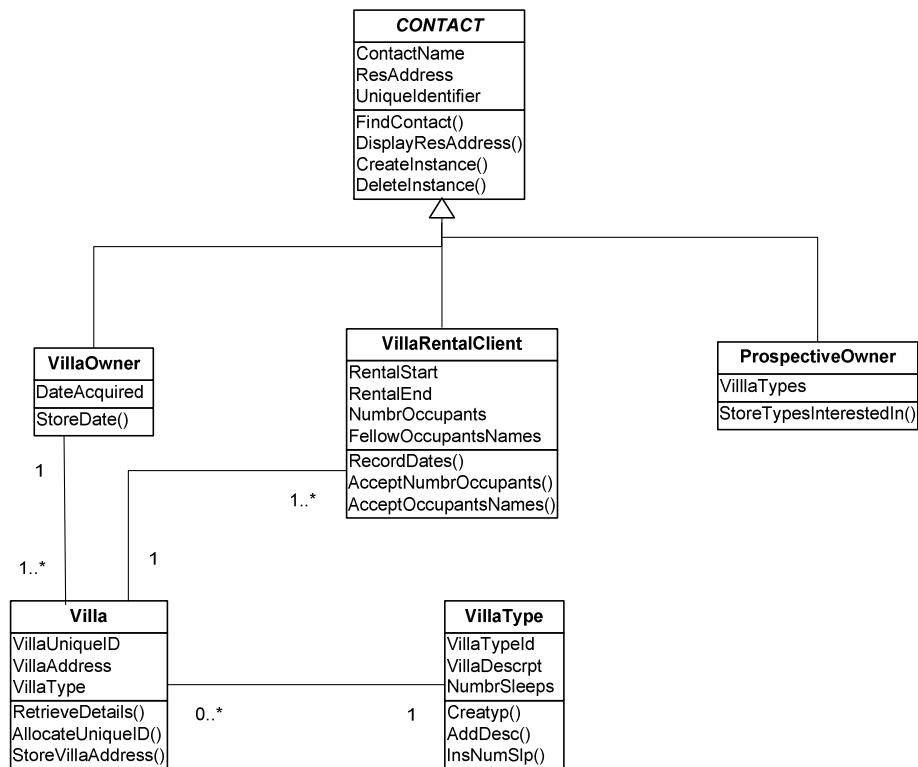 CONTACT
ContactName
ResAddress
UniqueIdentifier
FindContact()
DisplayResAddress()
CreateInstance()
DeleteInstance()
VillaOwner
DateAcquired
StoreDate()
VillaRentalClient
RentalStart
RentalEnd
NumbrOccupants
FellowOccupantsNames
RecordDates()
AcceptNumbrOccupants()
AcceptOccupantsNames()
ProspectiveOwner
VilllaTypes
StoreTypesInterestedIn()
1
1..*
1..*
1
Villa
VillaUniqueID
VillaAddress
VillaType
RetrieveDetails()
AllocateUniqueID()
StoreVillaAddress()
0..*
1
VillaType
VillaTypeId
VillaDescrpt
NumbrSleeps
Creatyp()
AddDesc()
InsNumSlp()